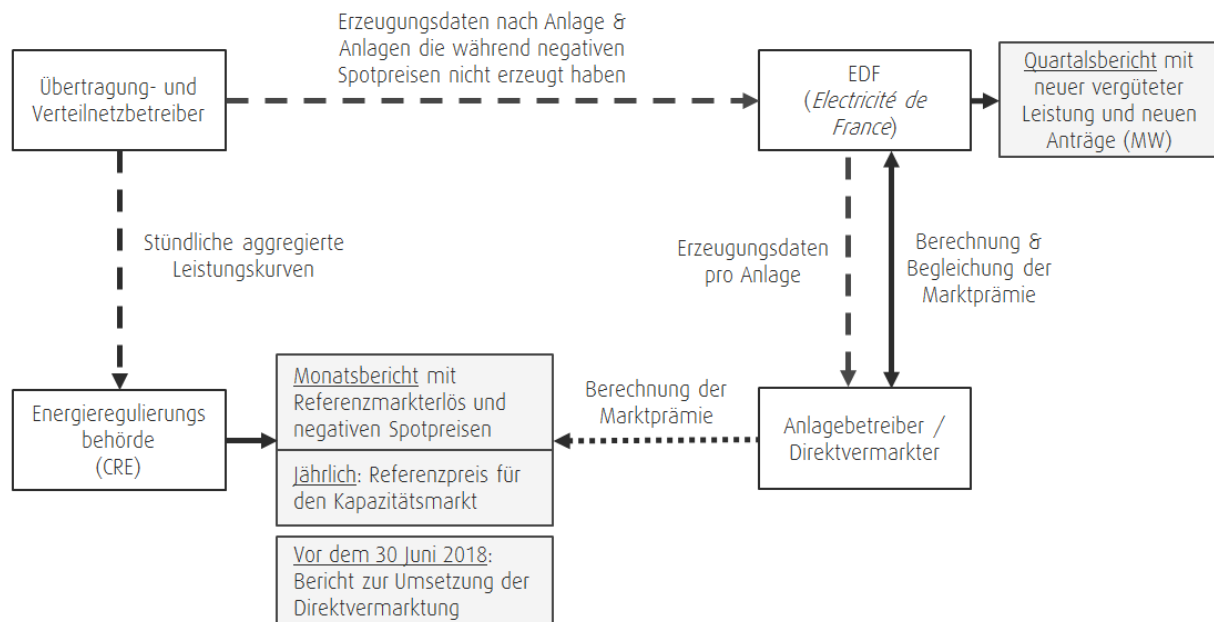 Erzeugungsdaten nach Anlage &
Anlagen die während negativen
Spotpreisen nicht erzeugt haben
Übertragung- und
Verteilnetzbetreiber
EDF
(Electricité de
France)
Quartalsbericht mit
neuer vergüteter
Leistung und neuen
Anträge (MW)
Stündliche aggregierte
Leistungskurven
Erzeugungsdaten
pro Anlage
Berechnung &
Begleichung der
Marktprämie
Energieregulierungs
behörde
(CRE)
Monatsbericht mit
Referenzmarkterlös und
negativen Spotpreisen
Jährlich: Referenzpreis für
den Kapazitätsmarkt
Vor dem 30 Juni 2018:
Bericht zur Umsetzung der
Direktvermarktung
Berechnung der
Marktprämie
Anlagebetreiber /
Direktvermarkter